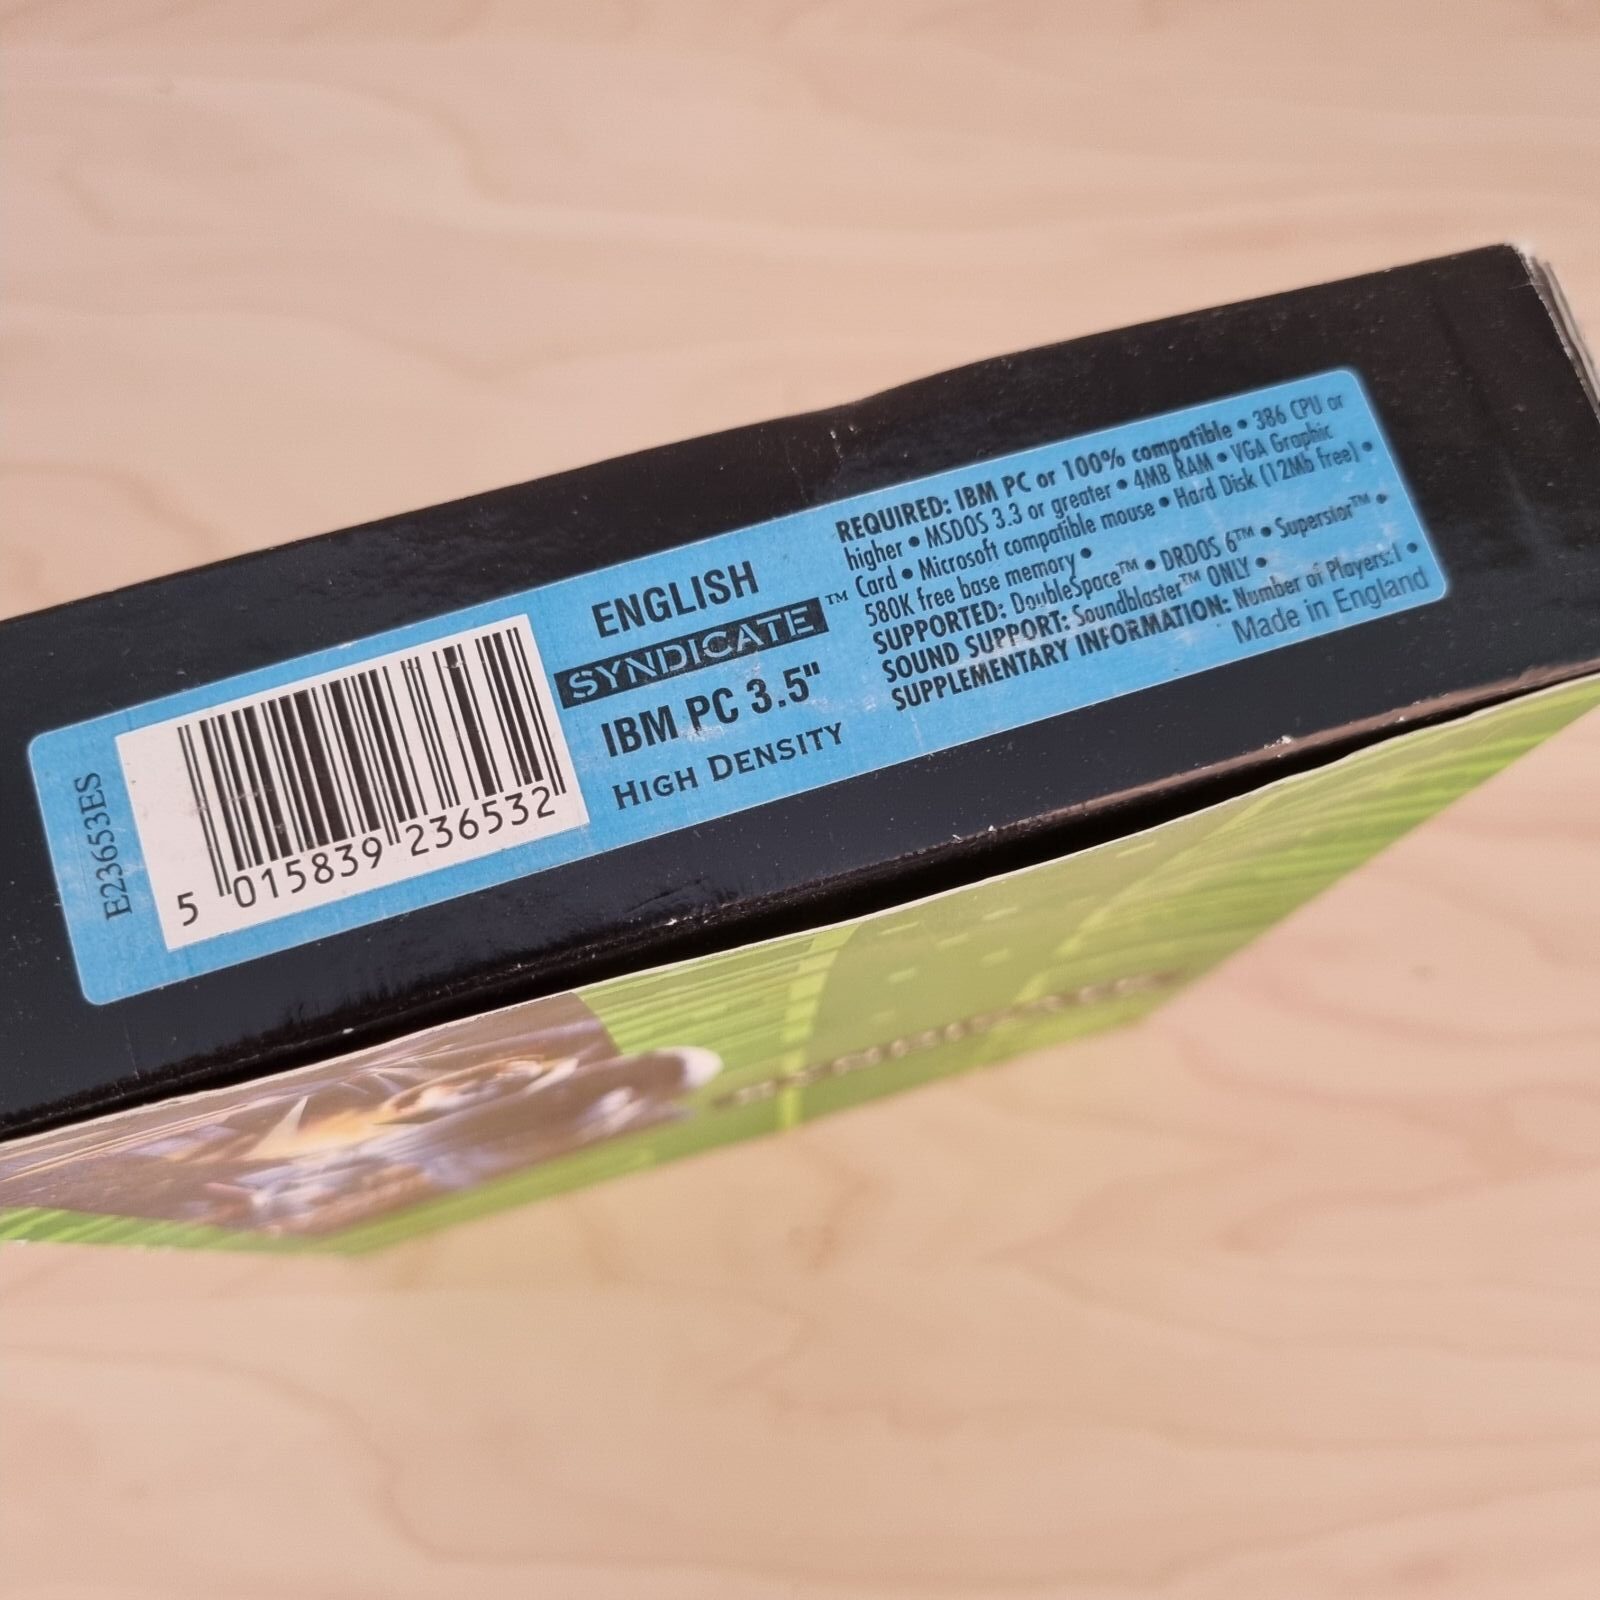 E23653ES
5 015839 236532
ENGLISH
SYNDICATE™
IBM PC 3.5"
HIGH DENSITY
REQUIRED: IBM PC or 100% compatible • 386 CPU or
higher • MSDOS 3.3 or greater • 4MB RAM • VGA Graphic
Card • Microsoft compatible mouse • Hard Disk (12Mb free) •
580K free base memory •
SUPPORTED: DoubleSpace™ • DRDOS 6™ • Superstor™ •
SOUND SUPPORT: Soundblaster™ ONLY •
SUPPLEMENTARY INFORMATION: Number of Players:1 •
Made in England
SYNDICATE